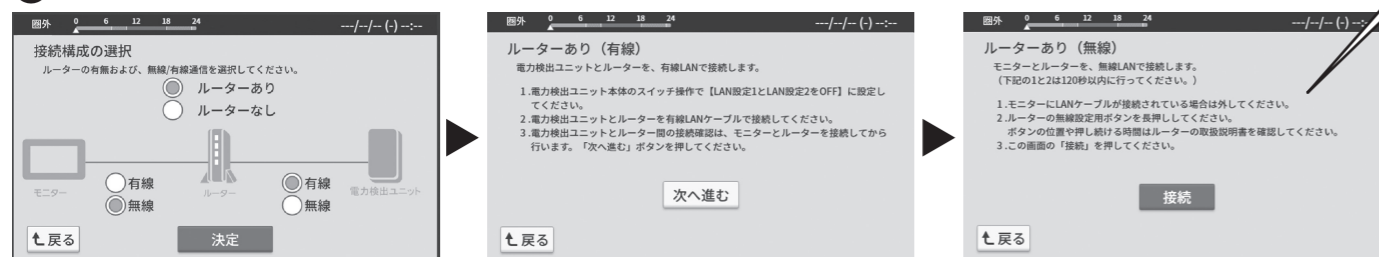 圏外 0 6 12 18 24 ---/--/-- (-) --:--
接続構成の選択
ルーターの有無および、無線/有線通信を選択してください。
ルーターあり
ルーターなし
モニター
有線
無線
ルーター
有線
無線
電力検出ユニット
戻る
決定
圏外 0 6 12 18 24 ---/--/-- (-) --:--
ルーターあり（有線）
電力検出ユニットとルーターを、有線LANで接続します。
1.電力検出ユニット本体のスイッチ操作で【LAN設定1とLAN設定2をOFF】に設定し
てください。
2.電力検出ユニットとルーターを有線LANケーブルで接続してください。
3.電力検出ユニットとルーター間の接続確認は、モニターとルーターを接続してから
行います。「次へ進む」ボタンを押してください。
次へ進む
戻る
圏外 0 6 12 18 24 ---/--/-- (-) --:-
ルーターあり（無線）
モニターとルーターを、無線LANで接続します。
（下記の1と2は120秒以内に行ってください。）
1.モニターにLANケーブルが接続されている場合は外してください。
2.ルーターの無線設定用ボタンを長押ししてください。
ボタンの位置や押し続ける時間はルーターの取扱説明書を確認してください。
3.この画面の「接続」を押してください。
接続
戻る